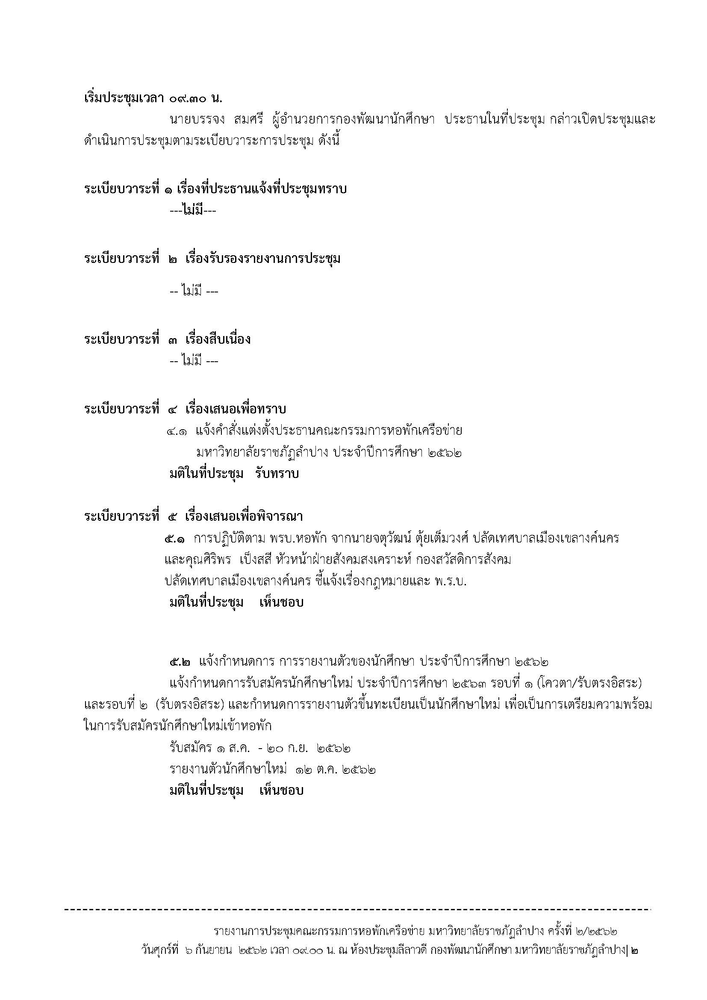 เริ่มประชุมเวลา ๐๙.๓๐ น.
นายบรรจง  สมศรี  ผู้อำนวยการกองพัฒนานักศึกษา  ประธานในที่ประชุม กล่าวเปิดประชุมและ
ดำเนินการประชุมตามระเบียบวาระการประชุม ดังนี้
ระเบียบวาระที่ ๑ เรื่องที่ประธานแจ้งที่ประชุมทราบ
---ไม่มี---
ระเบียบวาระที่  ๒  เรื่องรับรองรายงานการประชุม
-- ไม่มี ---
ระเบียบวาระที่  ๓  เรื่องสืบเนื่อง
-- ไม่มี ---
ระเบียบวาระที่  ๔  เรื่องเสนอเพื่อทราบ
๔.๑  แจ้งคำสั่งแต่งตั้งประธานคณะกรรมการหอพักเครือข่าย
มหาวิทยาลัยราชภัฏลำปาง ประจำปีการศึกษา ๒๕๖๒
มติในที่ประชุม   รับทราบ
ระเบียบวาระที่  ๕  เรื่องเสนอเพื่อพิจารณา
๕.๑  การปฏิบัติตาม พรบ.หอพัก จากนายจตุวัฒน์ ตุ้ยเต็มวงศ์ ปลัดเทศบาลเมืองเขลางค์นคร
และคุณศิริพร  เป็งสสี หัวหน้าฝ่ายสังคมสงเคราะห์ กองสวัสดิการสังคม
ปลัดเทศบาลเมืองเขลางค์นคร ชี้แจ้งเรื่องกฎหมายและ พ.ร.บ.
มติในที่ประชุม    เห็นชอบ
๕.๒  แจ้งกำหนดการ การรายงานตัวของนักศึกษา ประจำปีการศึกษา ๒๕๖๒
แจ้งกำหนดการรับสมัครนักศึกษาใหม่ ประจำปีการศึกษา ๒๕๖๓ รอบที่ ๑ (โควตา/รับตรงอิสระ)
และรอบที่ ๒  (รับตรงอิสระ) และกำหนดการรายงานตัวขึ้นทะเบียนเป็นนักศึกษาใหม่ เพื่อเป็นการเตรียมความพร้อม
ในการรับสมัครนักศึกษาใหม่เข้าหอพัก
รับสมัคร ๑ ส.ค.  - ๒๐ ก.ย.  ๒๕๖๒
รายงานตัวนักศึกษาใหม่  ๑๒ ต.ค. ๒๕๖๒
มติในที่ประชุม    เห็นชอบ
รายงานการประชุมคณะกรรมการหอพักเครือข่าย มหาวิทยาลัยราชภัฏลำปาง ครั้งที่ ๒/๒๕๖๒
วันศุกร์ที่  ๖ กันยายน  ๒๕๖๒ เวลา ๐๙.๐๐ น. ณ ห้องประชุมลีลาวดี กองพัฒนานักศึกษา มหาวิทยาลัยราชภัฏลำปาง| ๒